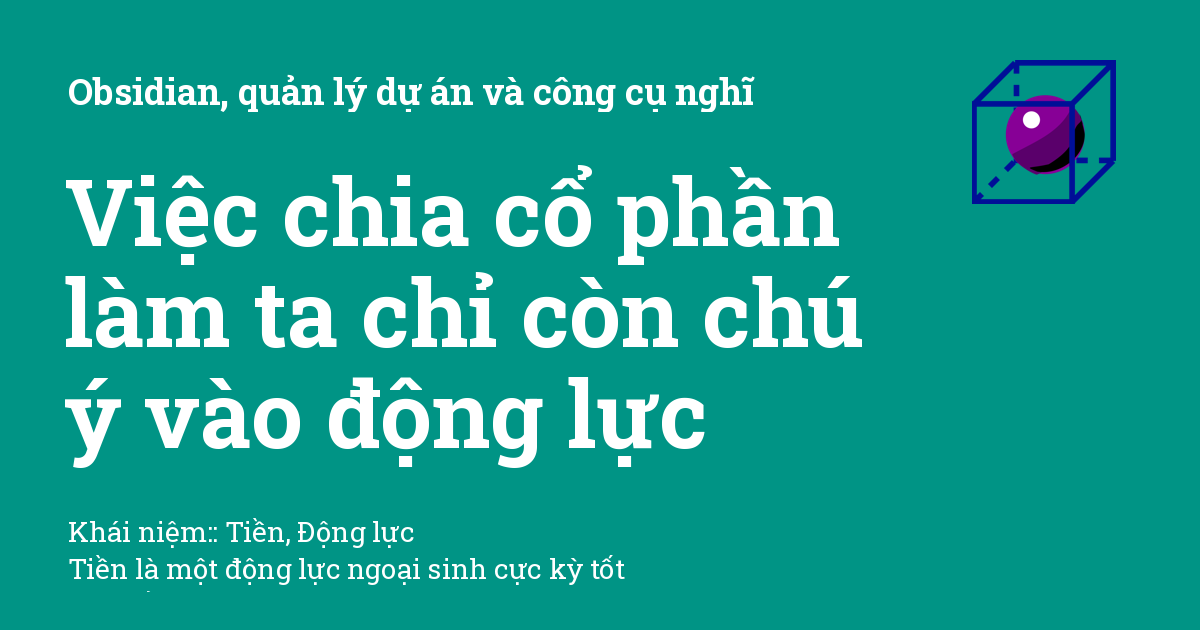 Obsidian, quản lý dự án và công cụ nghĩ
Việc chia cổ phần
làm ta chỉ còn chú
ý vào động lực
Khái niệm:: Tiền, Động lực
Tiền là một động lực ngoại sinh cực kỳ tốt